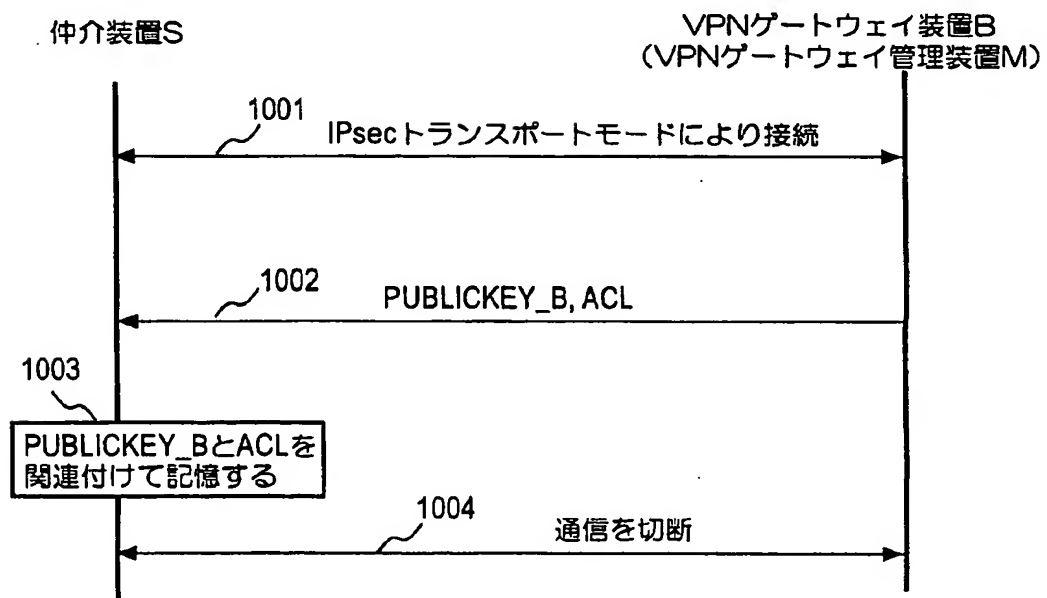 仲介装置S
VPNゲートウェイ装置B
(VPNゲートウェイ管理装置M)
1001
IPsecトランスポートモードにより接続
1002
PUBLICKEY_B, ACL
1003
PUBLICKEY_BとACLを
関連付けて記憶する
1004
通信を切断